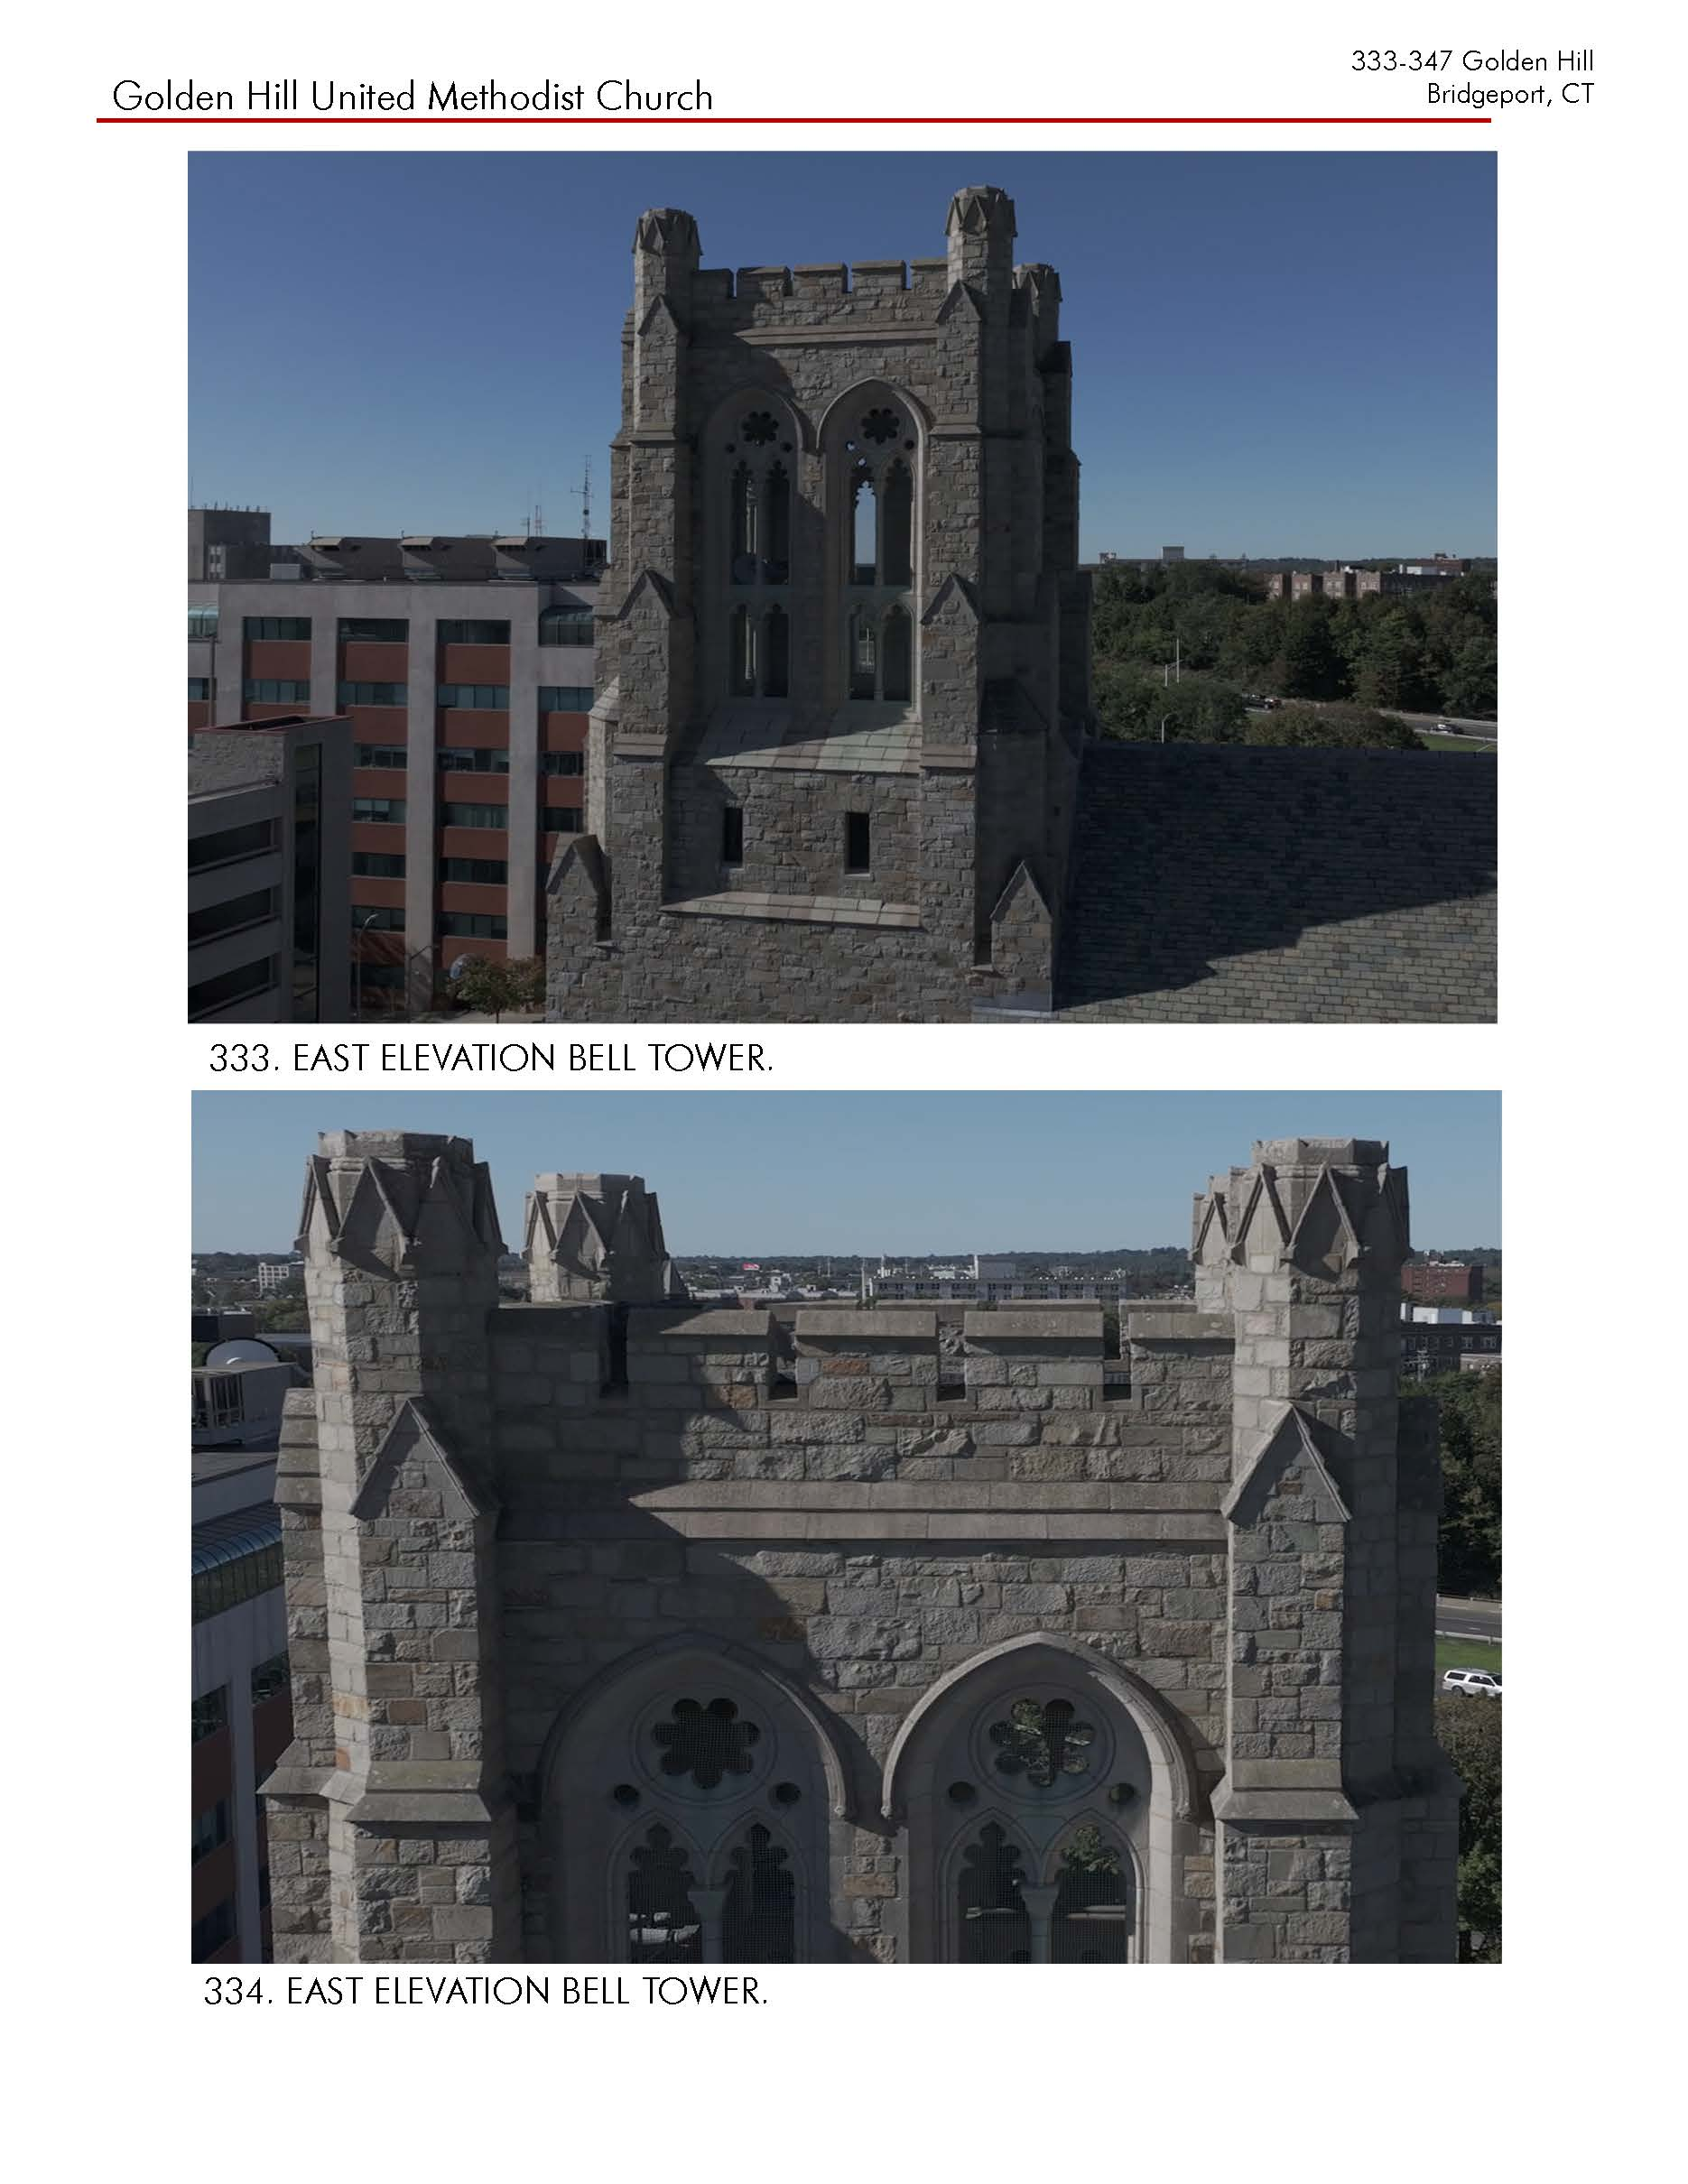 Golden Hill United Methodist Church
333-347 Golden Hill
Bridgeport, CT
333. EAST ELEVATION BELL TOWER.
334. EAST ELEVATION BELL TOWER.